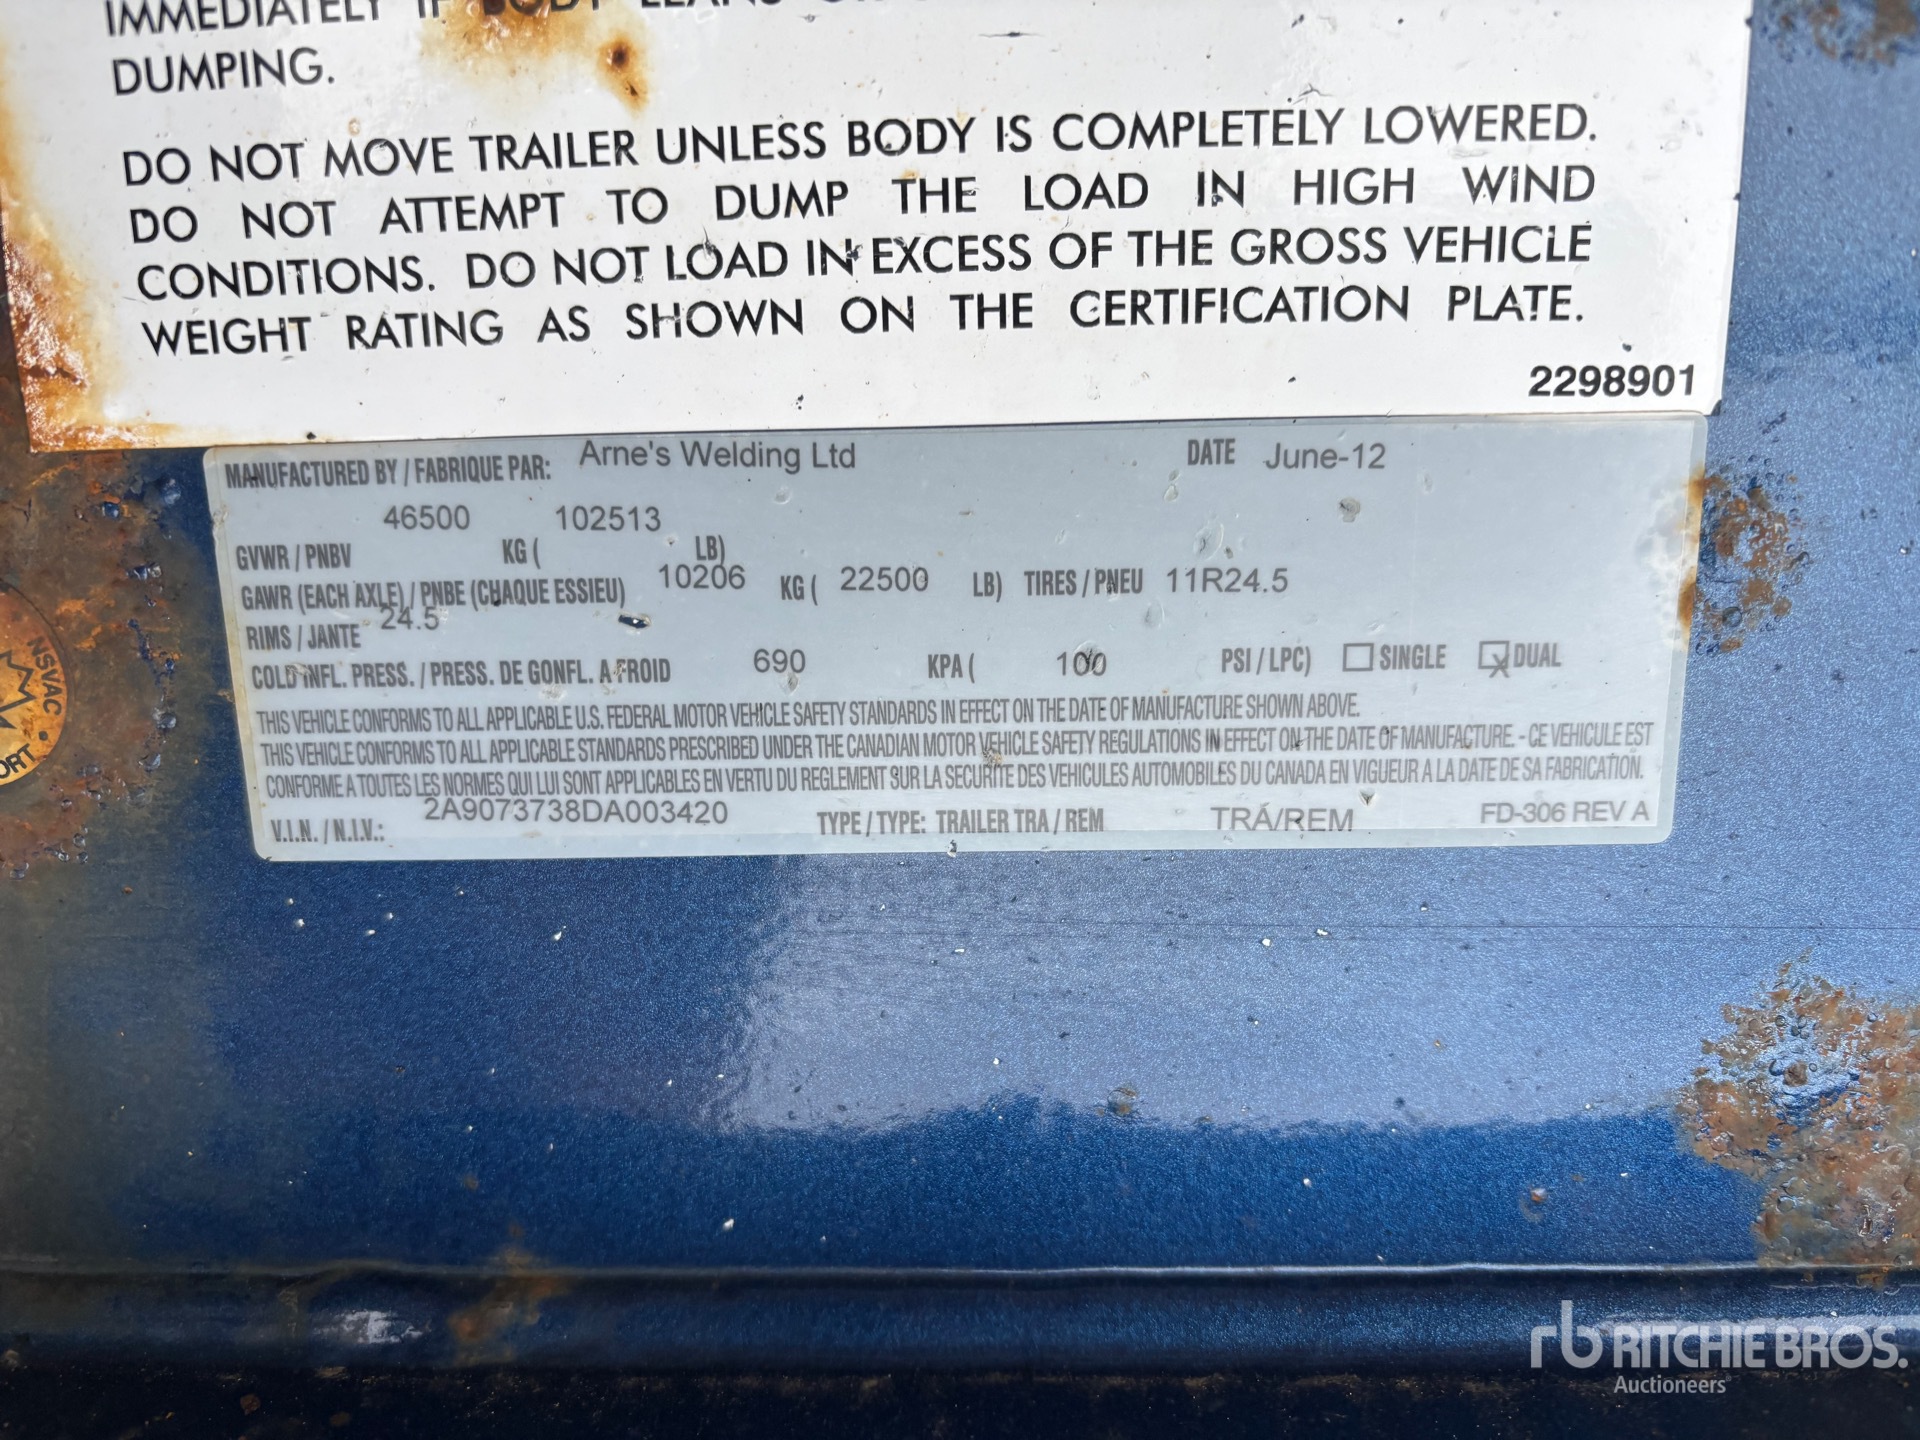 IMMEDIATELY IF BODY LEANS
DUMPING.
DO NOT MOVE TRAILER UNLESS BODY IS COMPLETELY LOWERED.
DO NOT ATTEMPT TO DUMP THE LOAD IN HIGH WIND
CONDITIONS. DO NOT LOAD IN EXCESS OF THE GROSS VEHICLE
WEIGHT RATING AS SHOWN ON THE CERTIFICATION PLATE.
2298901
MANUFACTURED BY / FABRIQUE PAR: Arne's Welding Ltd DATE June-12
46500 102513
GVWR / PNBV KG ( LB)
GAWR (EACH AXLE) / PNBE (CHAQUE ESSIEU) 10206 KG ( 22500 LB) TIRES / PNEU 11R24.5
RIMS / JANTE 24.5
COLD INFL. PRESS. / PRESS. DE GONFL. A FROID 690 KPA ( 100 PSI / LPC) SINGLE X DUAL
THIS VEHICLE CONFORMS TO ALL APPLICABLE U.S. FEDERAL MOTOR VEHICLE SAFETY STANDARDS IN EFFECT ON THE DATE OF MANUFACTURE SHOWN ABOVE.
THIS VEHICLE CONFORMS TO ALL APPLICABLE STANDARDS PRESCRIBED UNDER THE CANADIAN MOTOR VEHICLE SAFETY REGULATIONS IN EFFECT ON THE DATE OF MANUFACTURE. - CE VEHICULE EST
CONFORME A TOUTES LES NORMES QUI LUI SONT APPLICABLES EN VERTU DU REGLEMENT SUR LA SECURITE DES VEHICULES AUTOMOBILES DU CANADA EN VIGUEUR A LA DATE DE SA FABRICATION.
V.I.N. / N.I.V.: 2A9073738DA003420 TYPE / TYPE: TRAILER TRA / REM TRA/REM FD-306 REV A
NSVAC
ORT
rb RITCHIE BROS.
Auctioneers